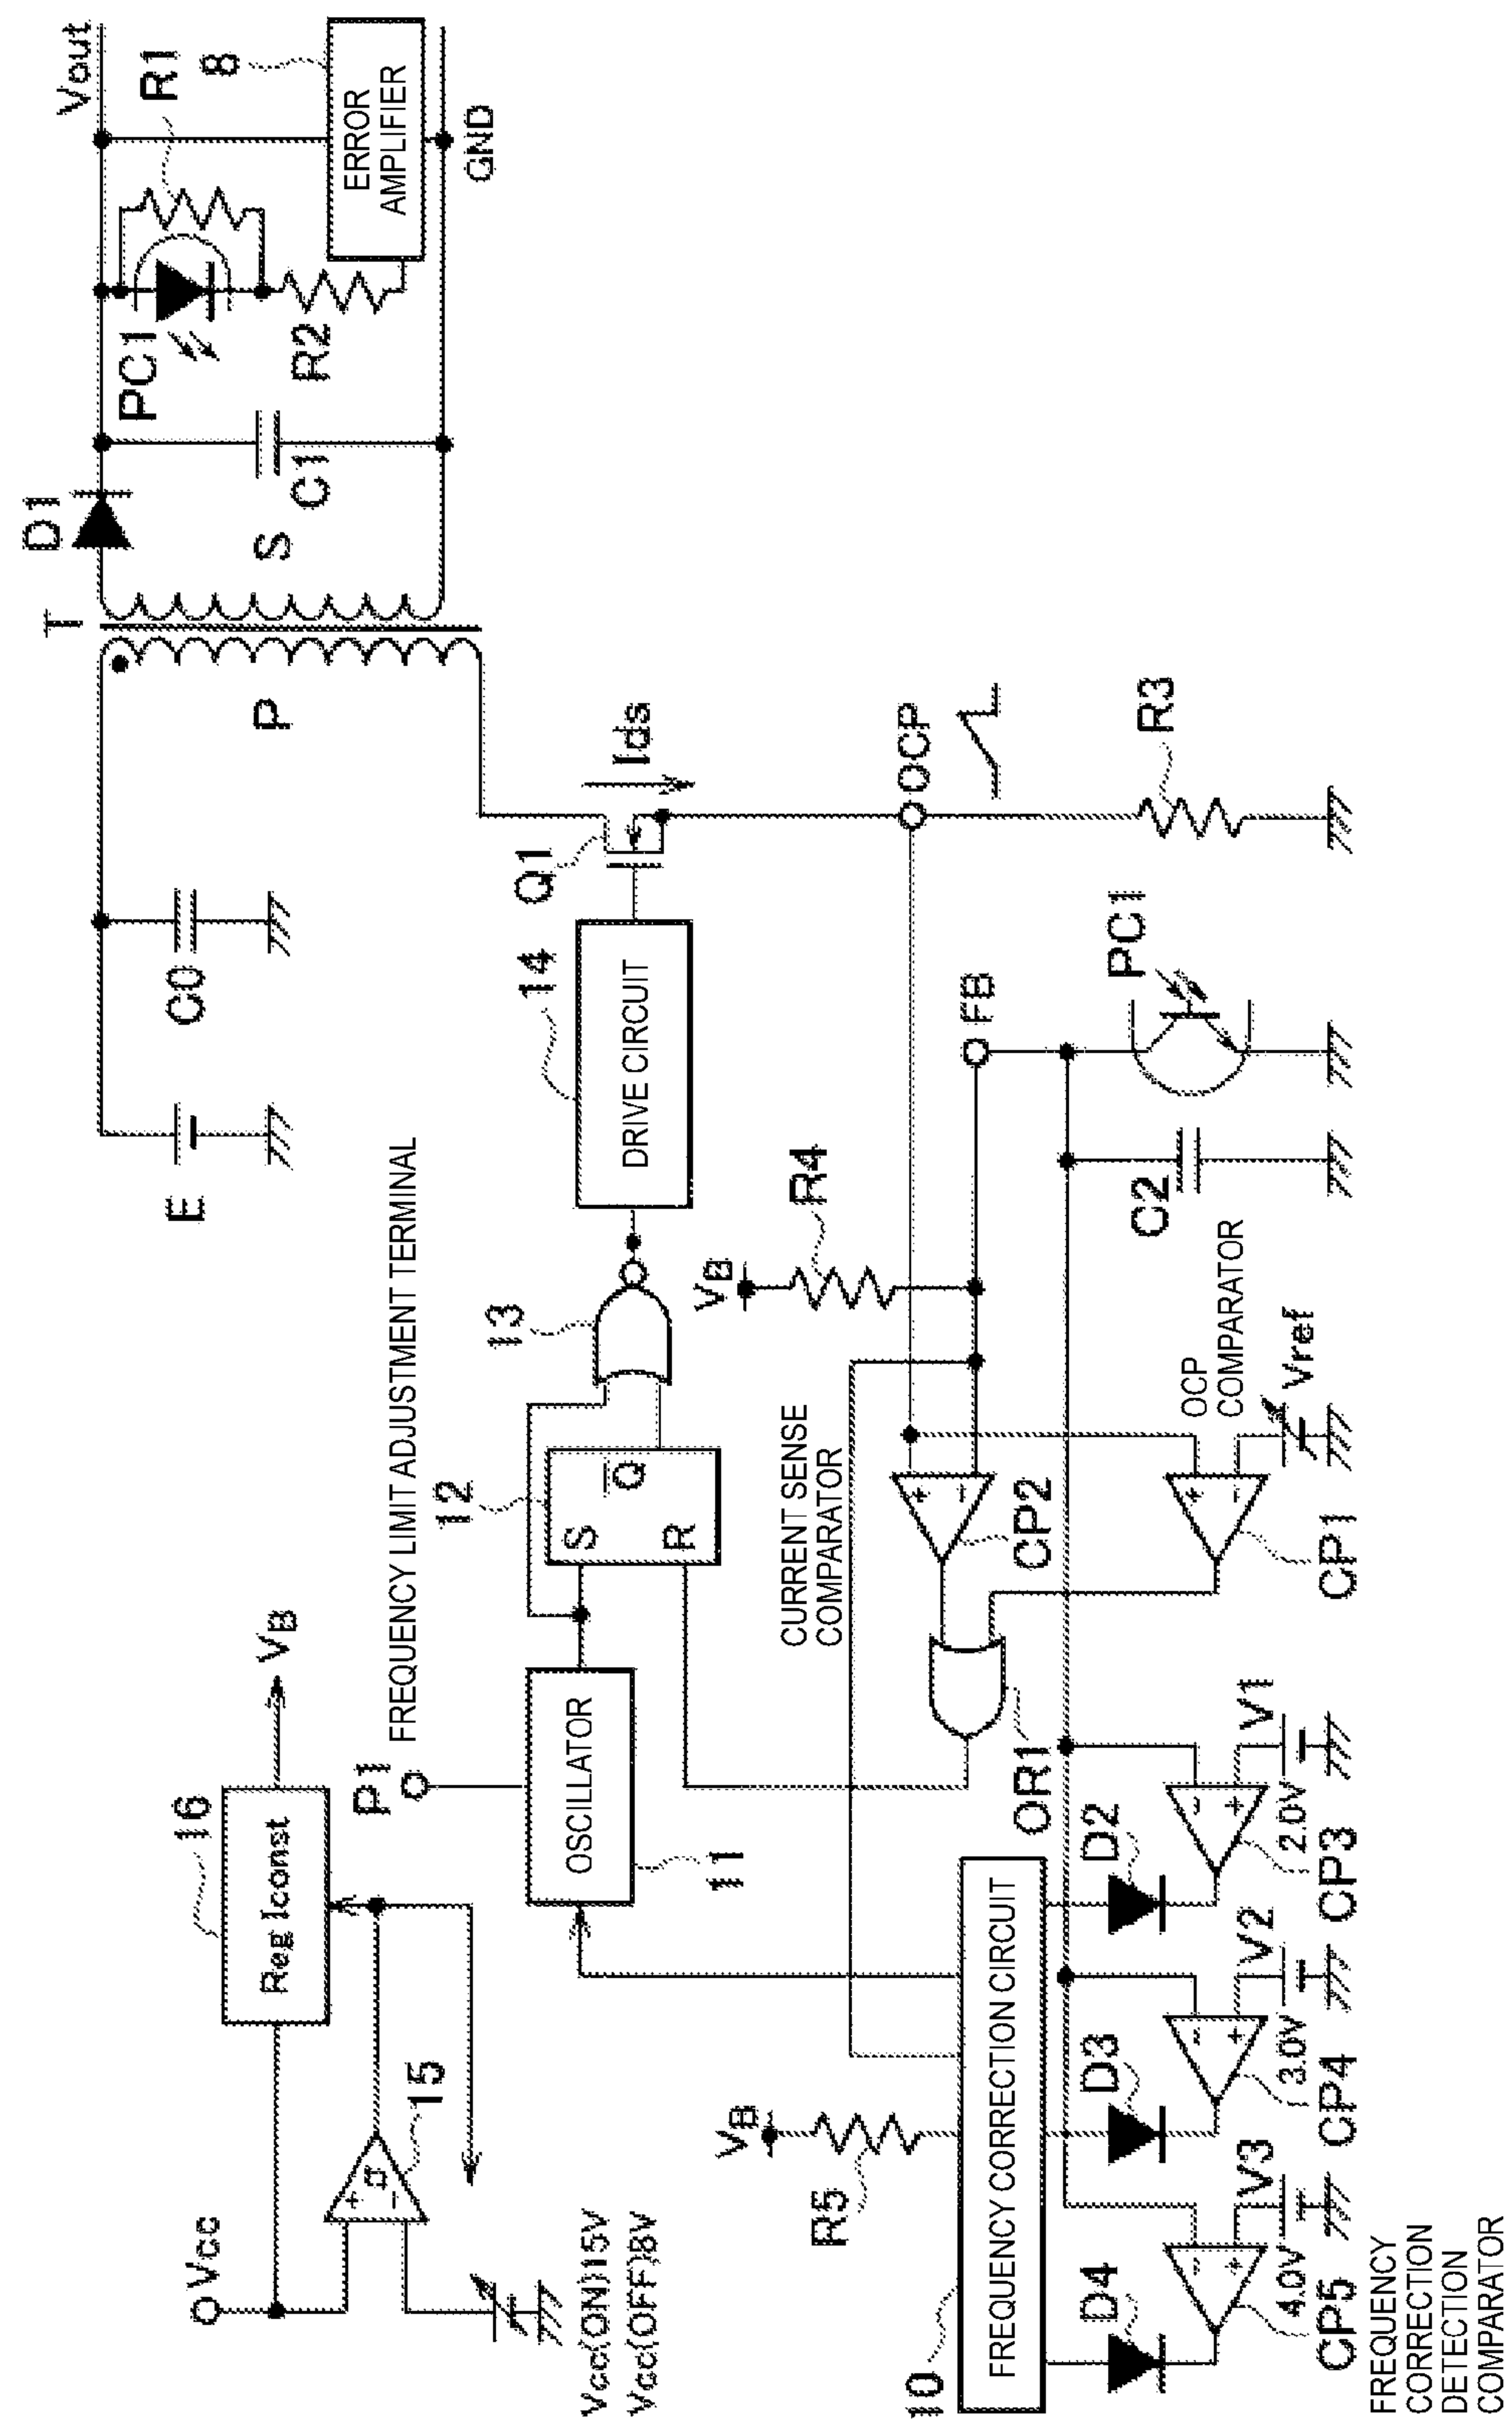 Vcc
16
Reg Iconst
VB
15
Vcc(ON)15V
Vcc(OFF)8V
P1
FREQUENCY LIMIT ADJUSTMENT TERMINAL
OSCILLATOR
11
12
S
R
Q
13
14
DRIVE CIRCUIT
E
C0
P
T
S
D1
C1
PC1
R1
R2
Vout
8
ERROR
AMPLIFIER
GND
Q1
Ids
OCP
R3
FB
PC1
C2
VB
R4
CURRENT SENSE
COMPARATOR
CP2
OCP
COMPARATOR
Vref
CP1
OR1
VB
R5
10
FREQUENCY CORRECTION CIRCUIT
D4
D3
D2
4.0V
V3
CP5
3.0V
V2
CP4
2.0V
V1
CP3
FREQUENCY
CORRECTION
DETECTION
COMPARATOR